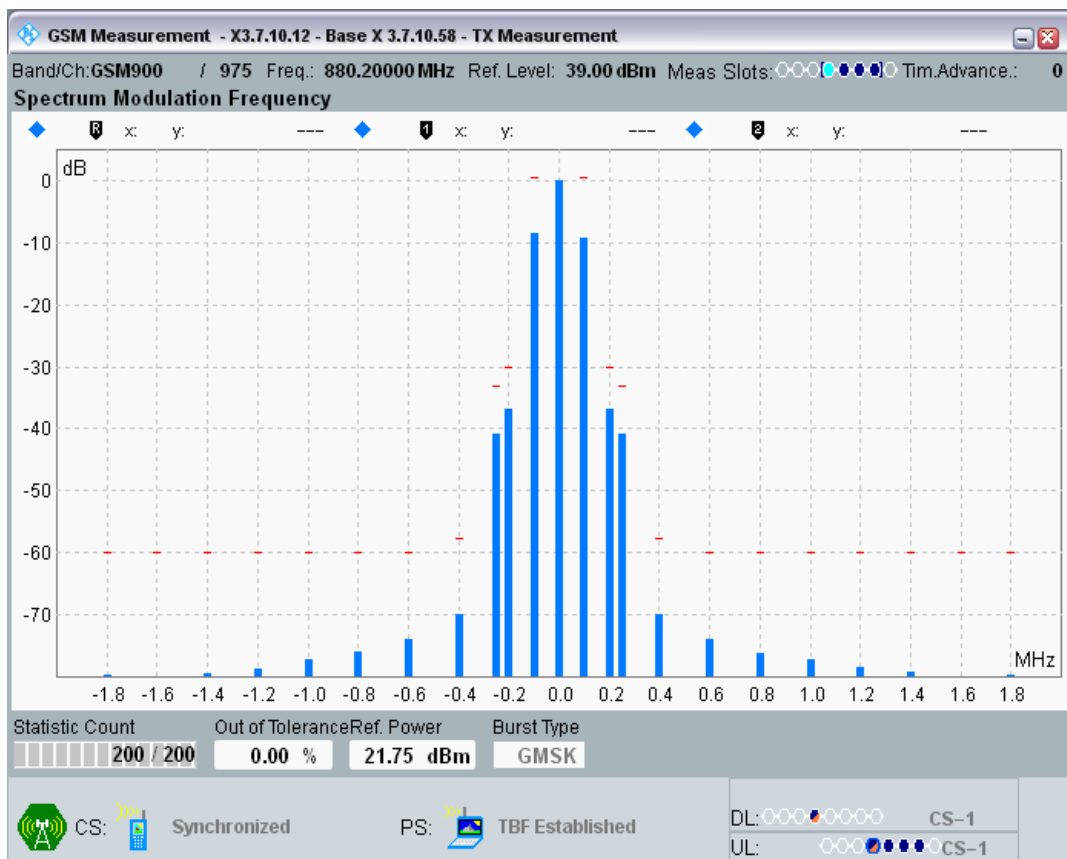 GSM Measurement - X3.7.10.12 - Base X 3.7.10.58 - TX Measurement
Band/Ch:GSM900 / 975 Freq.: 880.20000 MHz Ref. Level: 39.00 dBm Meas Slots: Tim.Advance.: 0
Spectrum Modulation Frequency
R x: y: --- 1 x: y: --- 2 x: y: ---
dB
0
-10
-20
-30
-40
-50
-60
-70
MHz
-1.8 -1.6 -1.4 -1.2 -1.0 -0.8 -0.6 -0.4 -0.2 0.0 0.2 0.4 0.6 0.8 1.0 1.2 1.4 1.6 1.8
Statistic Count Out of Tolerance Ref. Power Burst Type
200 / 200 0.00 % 21.75 dBm GMSK
CS: Synchronized PS: TBF Established
DL: CS-1
UL: CS-1